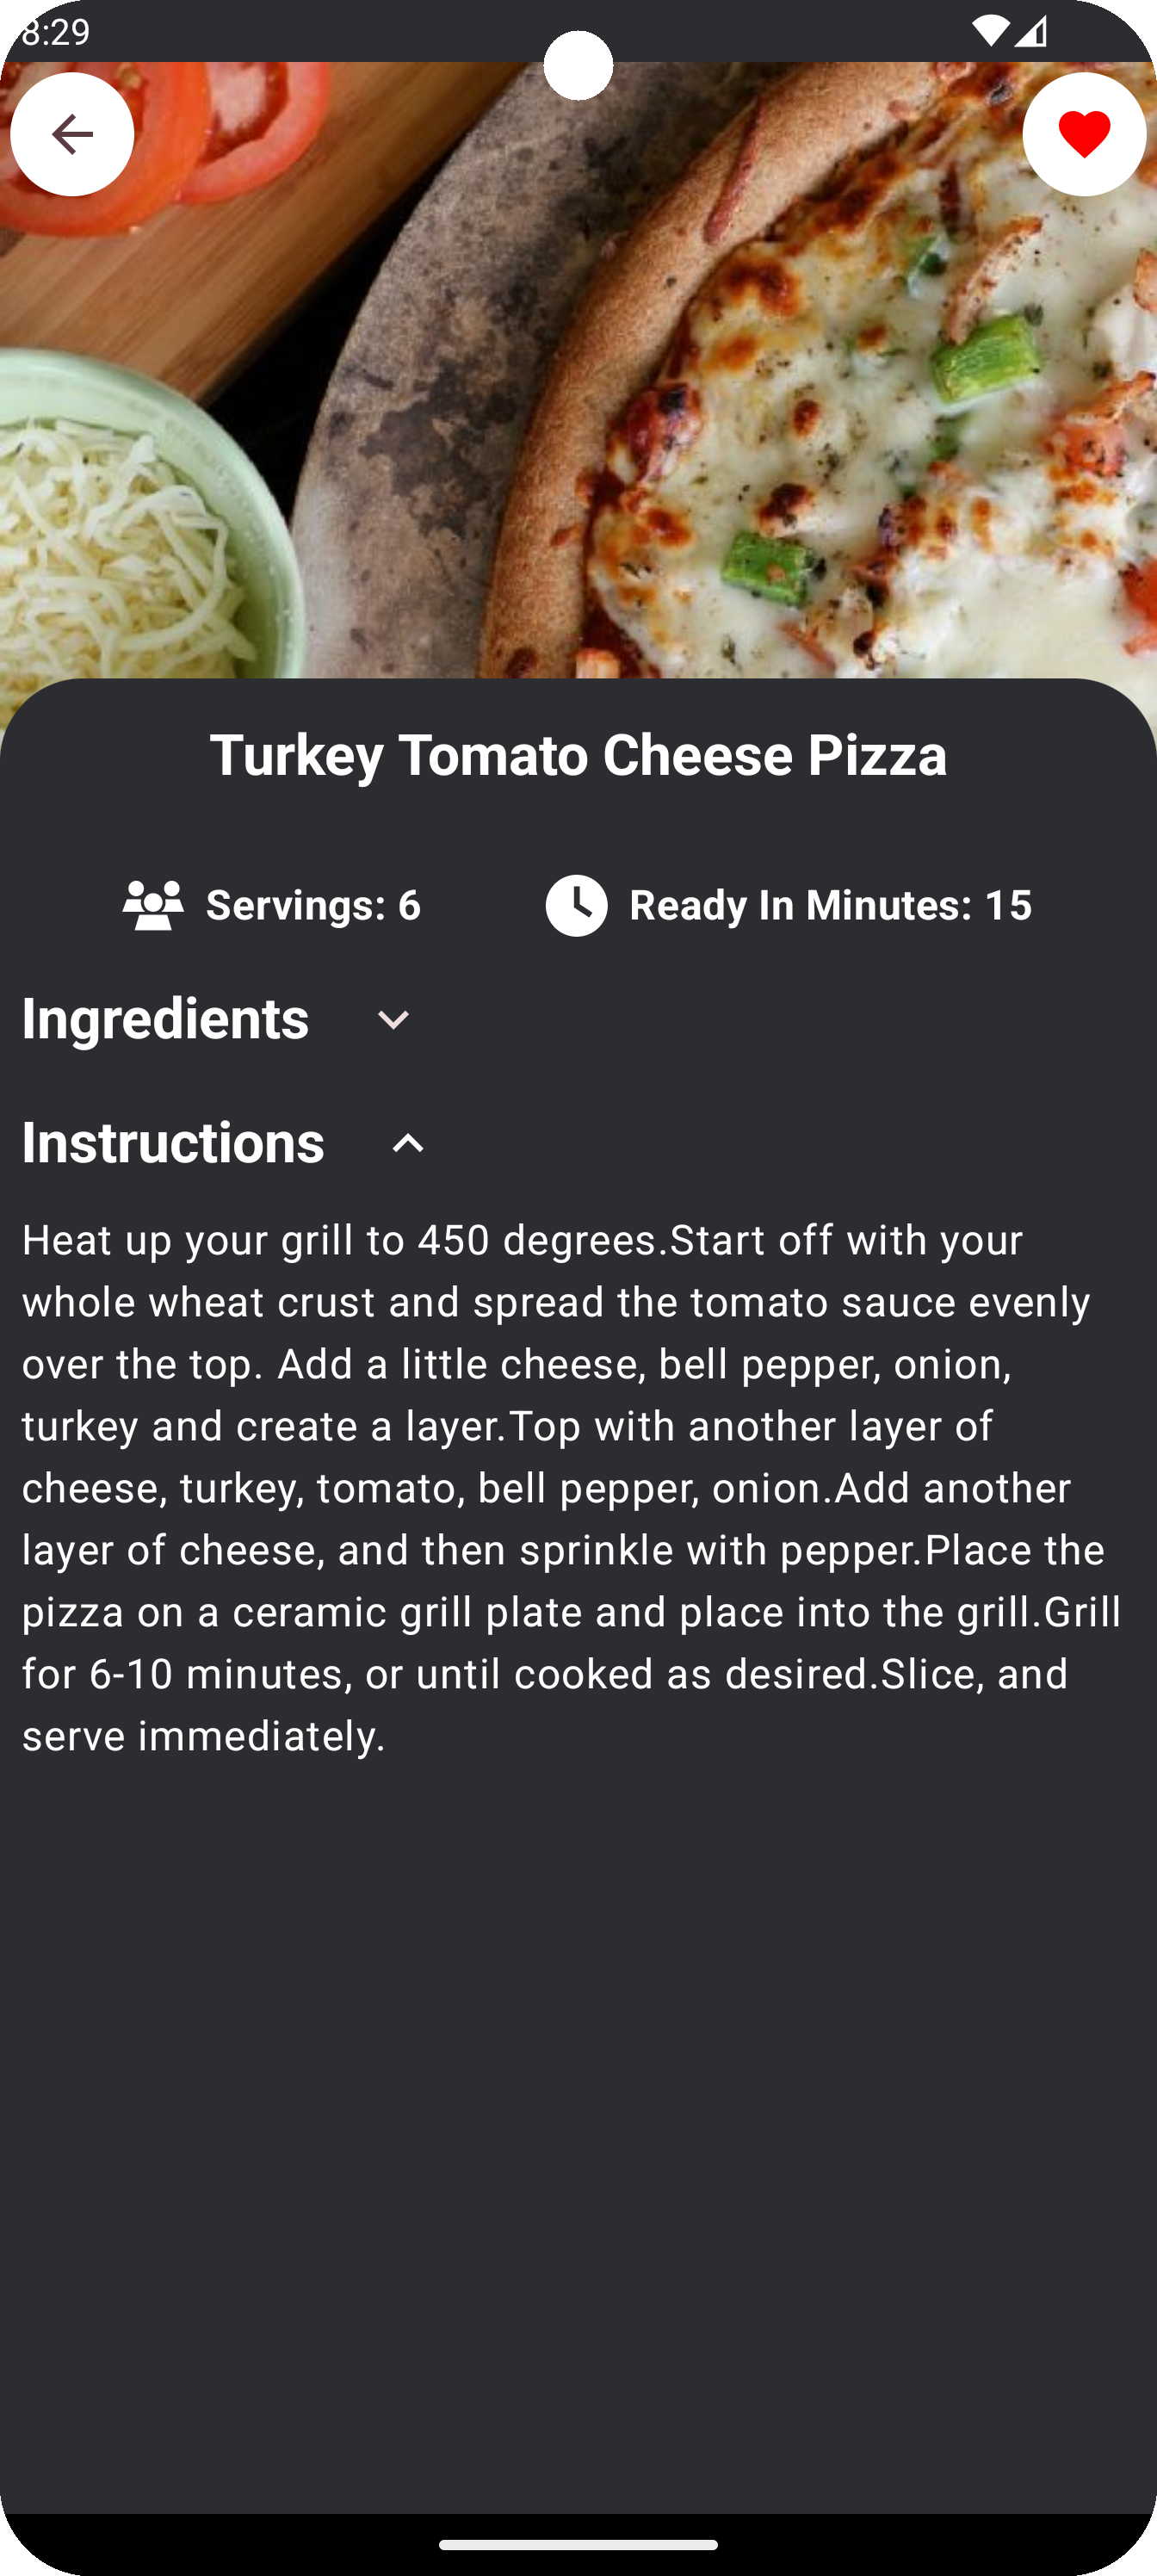 8:29
Turkey Tomato Cheese Pizza
Servings: 6
Ready In Minutes: 15
Ingredients
Instructions
Heat up your grill to 450 degrees.Start off with your
whole wheat crust and spread the tomato sauce evenly
over the top. Add a little cheese, bell pepper, onion,
turkey and create a layer.Top with another layer of
cheese, turkey, tomato, bell pepper, onion.Add another
layer of cheese, and then sprinkle with pepper.Place the
pizza on a ceramic grill plate and place into the grill.Grill
for 6-10 minutes, or until cooked as desired.Slice, and
serve immediately.